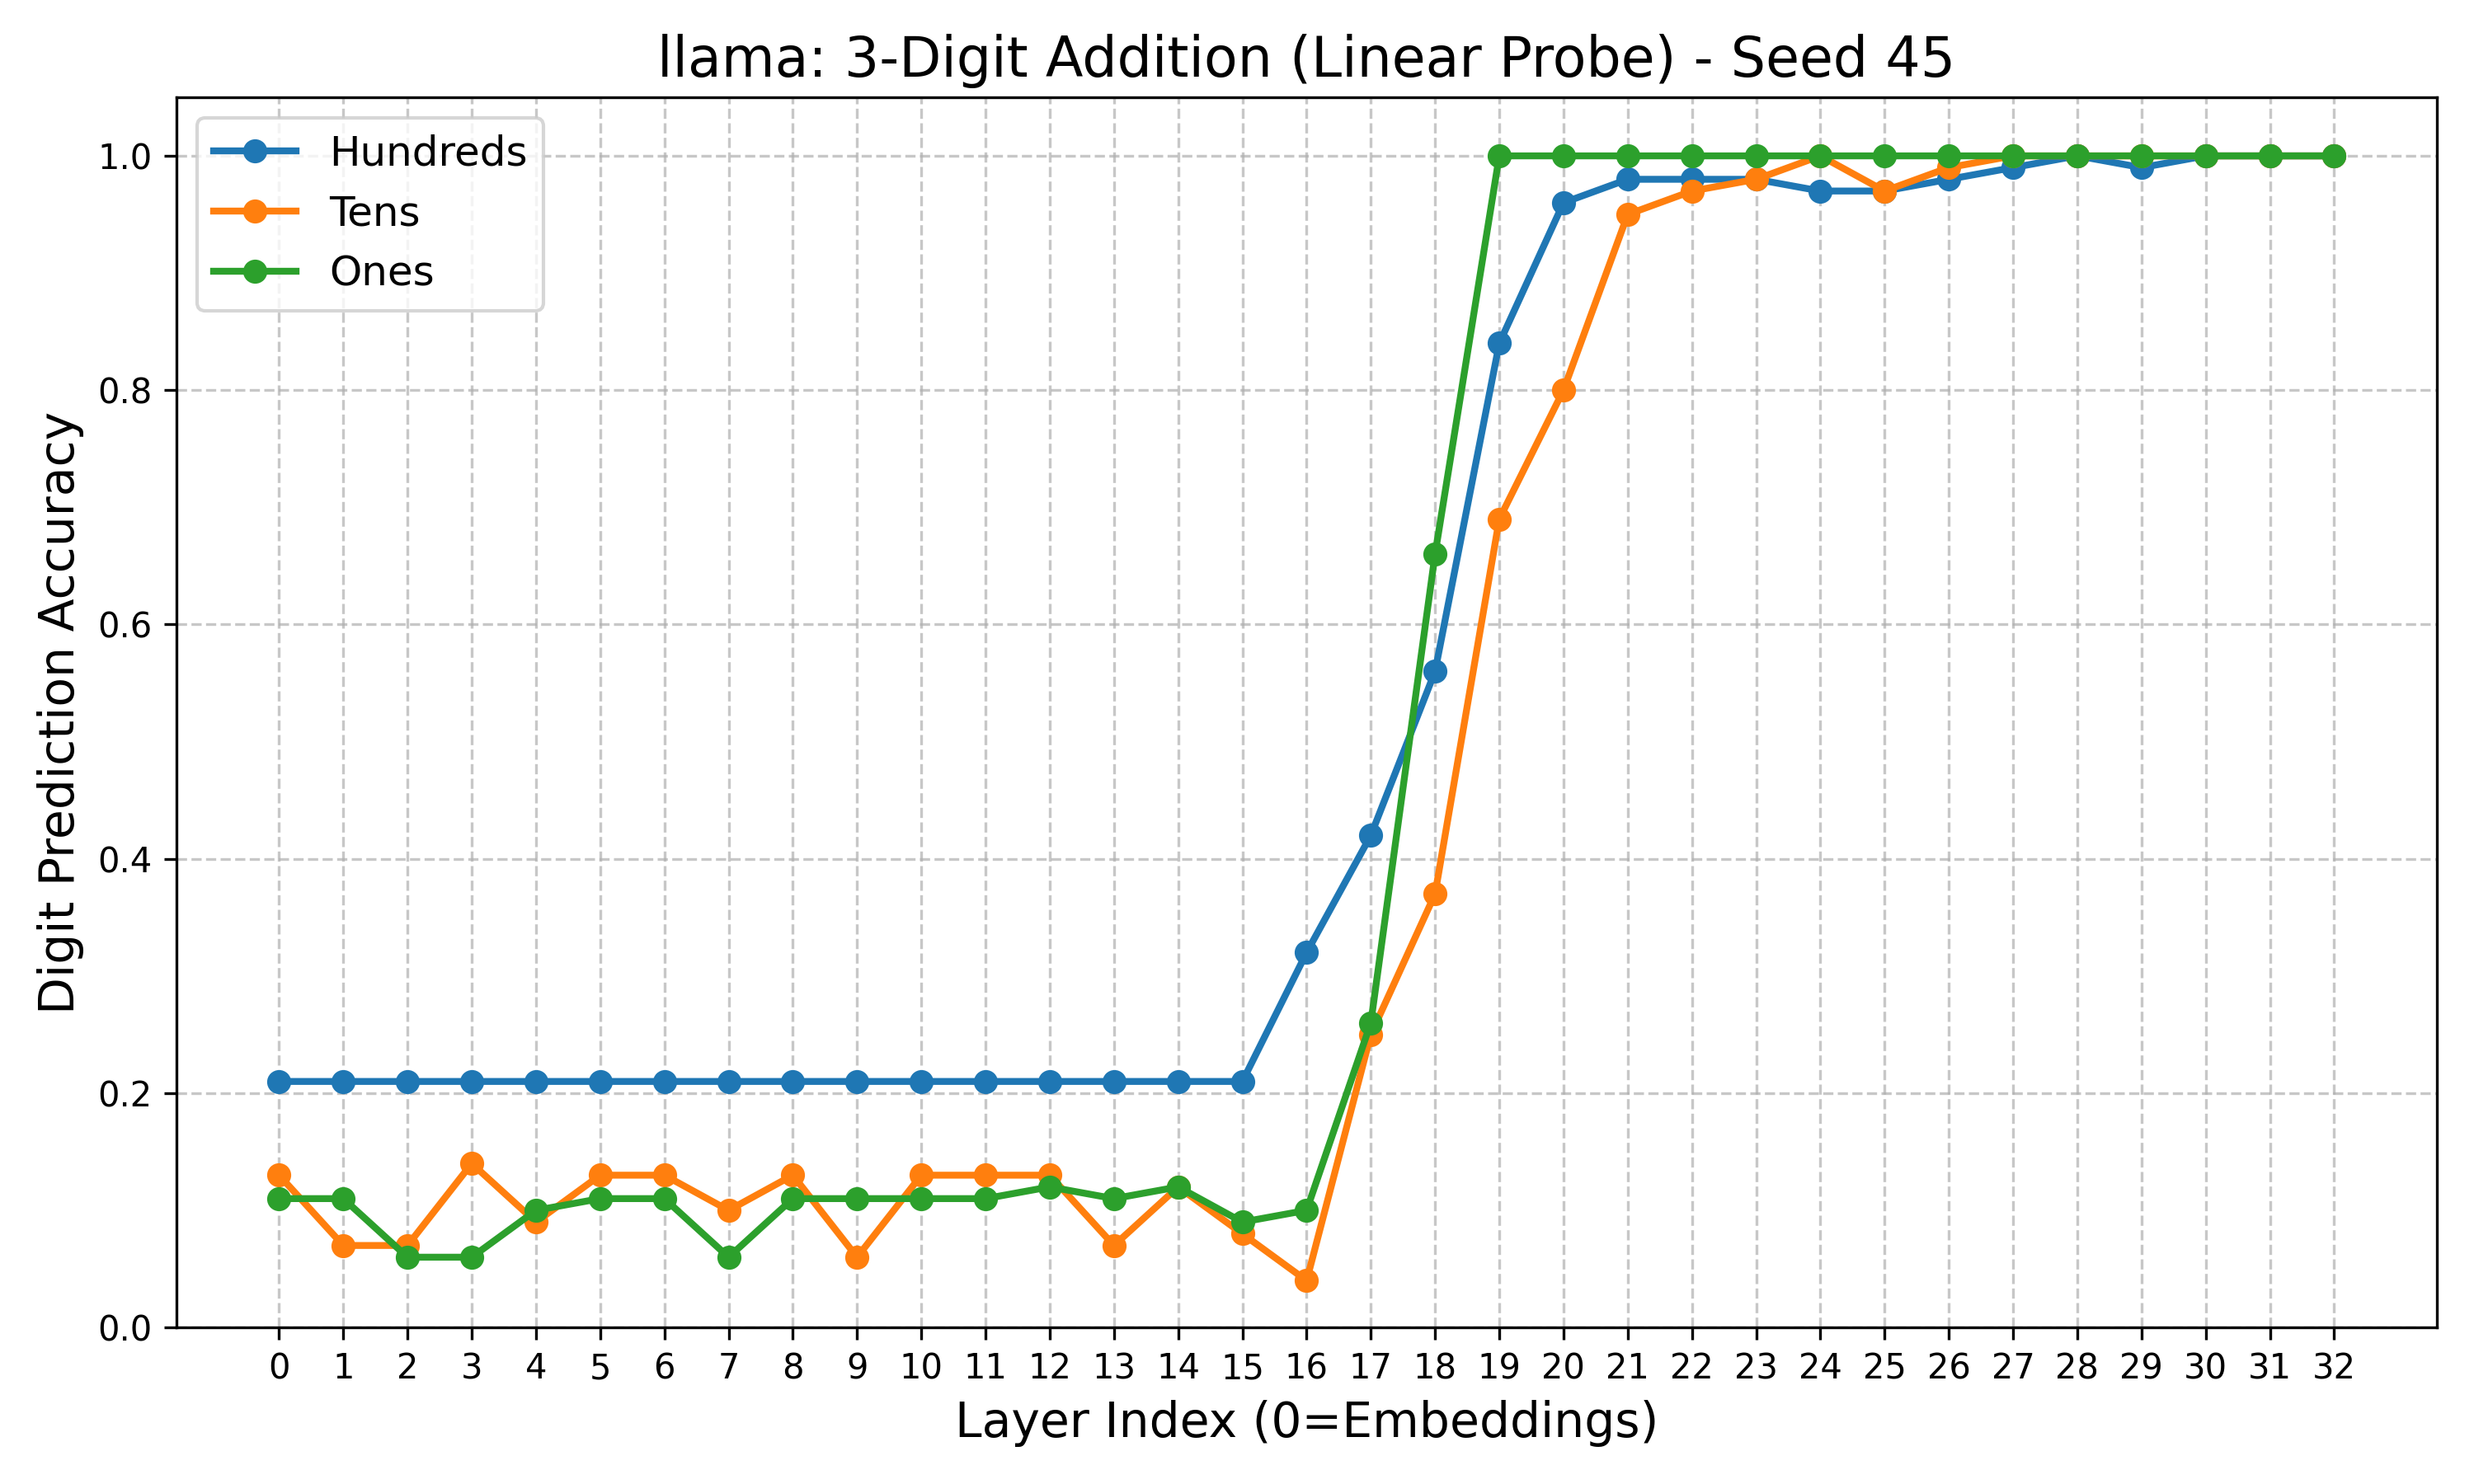 llama: 3-Digit Addition (Linear Probe) - Seed 45
Hundreds
Tens
Ones
1.0
0.8
0.6
0.4
0.2
0.0
Digit Prediction Accuracy
0 1 2 3 4 5 6 7 8 9 10 11 12 13 14 15 16 17 18 19 20 21 22 23 24 25 26 27 28 29 30 31 32
Layer Index (0=Embeddings)